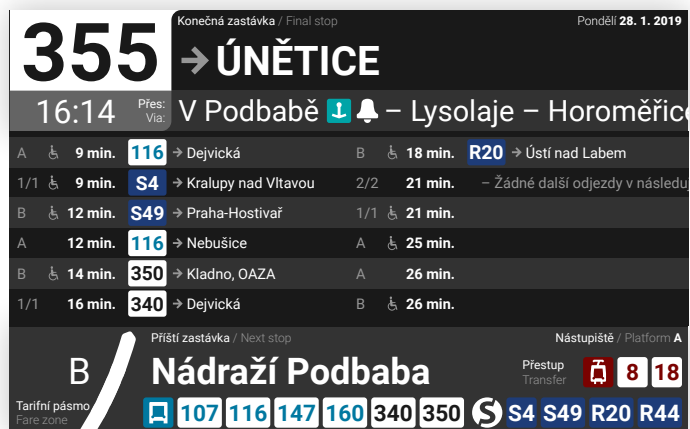 355
Konečná zastávka / Final stop
Pondělí 28. 1. 2019
→ ÚNĚTICE
16:14
Přes:
Via:
V Podbabě – Lysolaje – Horoměřic
A 9 min. 116 → Dejvická
B 18 min. R20 → Ústí nad Labem
1/1 9 min. S4 → Kralupy nad Vltavou
2/2 21 min. – Žádné další odjezdy v následuj
B 12 min. S49 → Praha-Hostivař
1/1 21 min.
A 12 min. 116 → Nebušice
A 25 min.
B 14 min. 350 → Kladno, OAZA
A 26 min.
1/1 16 min. 340 → Dejvická
B 26 min.
B
Tarifní pásmo
Fare zone
Příští zastávka / Next stop
Nástupiště / Platform A
Nádraží Podbaba
Přestup
Transfer
8 18
107 116 147 160 340 350 S S4 S49 R20 R44